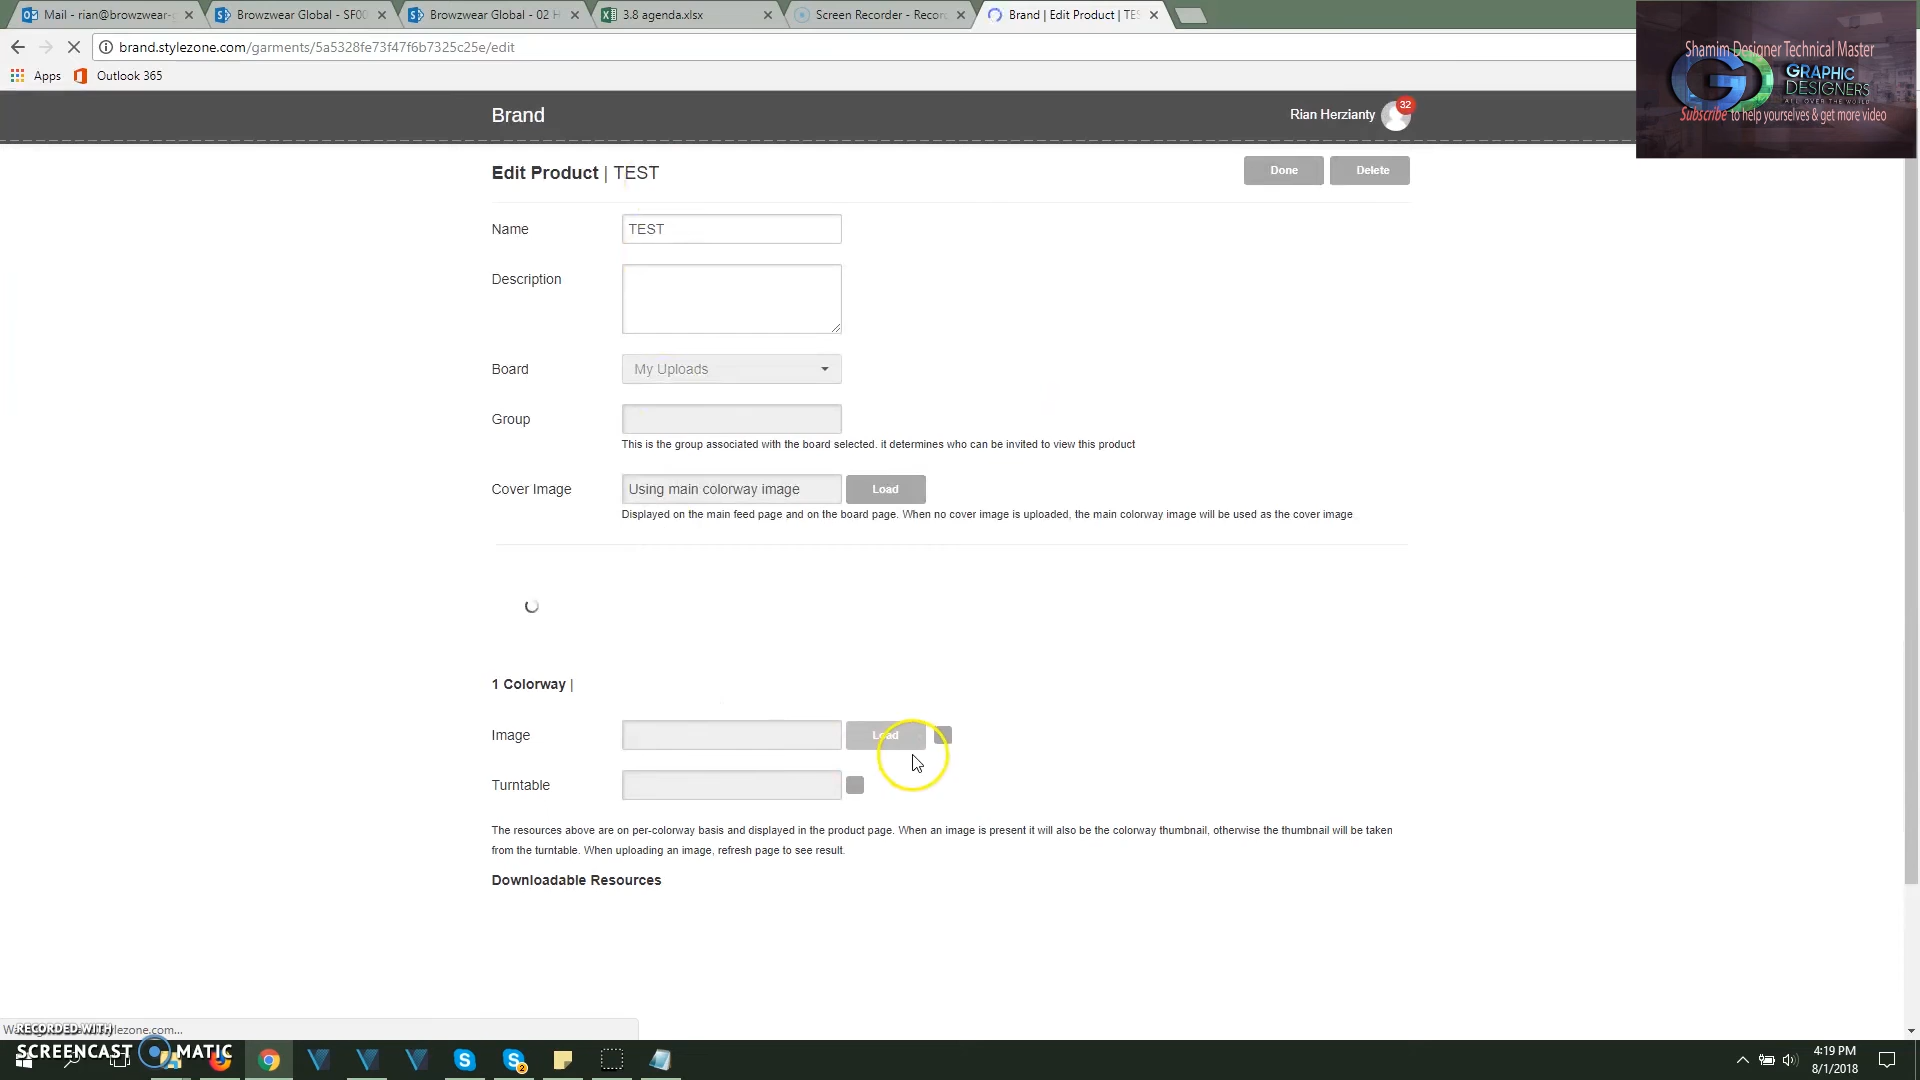 Mail - rian@browzwear-
Browzwear Global - SF00
Browzwear Global - 02 H
3.8 agenda.xlsx
Screen Recorder - Recor
Brand | Edit Product | TES
brand.stylezone.com/garments/5a5328fe73f47f6b7325c25e/edit
Apps
Outlook 365
Shamim Designer Technical Master
GRAPHIC
DESIGNERS
ALL OVER THE WORLD
Subscribe to help yourselves & get more video
Brand
Rian Herzianty
32
Edit Product | TEST
Done
Delete
Name
TEST
Description
Board
My Uploads
Group
This is the group associated with the board selected. it determines who can be invited to view this product
Cover Image
Using main colorway image
Load
Displayed on the main feed page and on the board page. When no cover image is uploaded, the main colorway image will be used as the cover image
1 Colorway |
Image
Load
Turntable
The resources above are on per-colorway basis and displayed in the product page. When an image is present it will also be the colorway thumbnail, otherwise the thumbnail will be taken
from the turntable. When uploading an image, refresh page to see result.
Downloadable Resources
RECORDED WITH
SCREENCAST MATIC
2
4:19 PM
8/1/2018